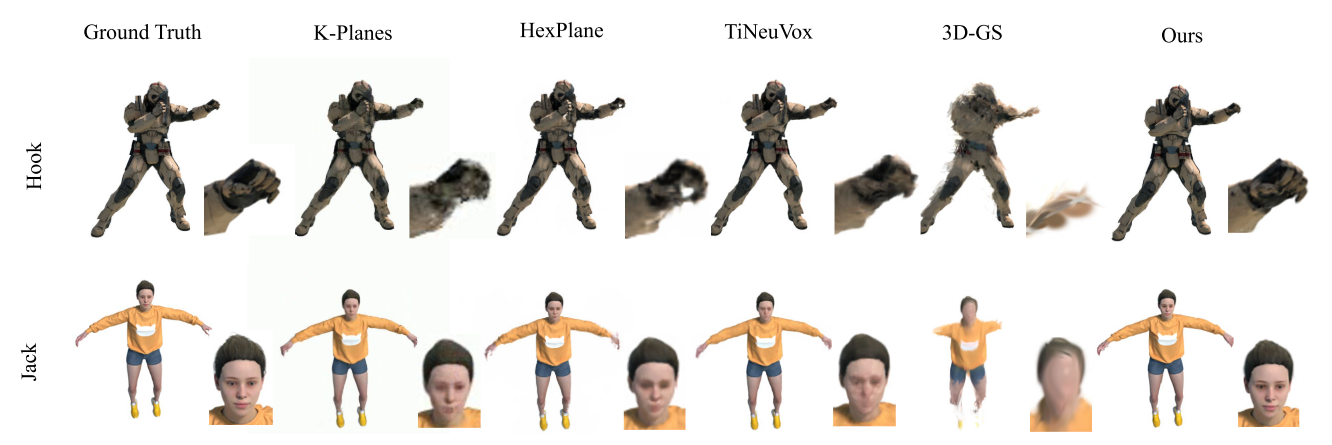 Ground Truth
K-Planes
HexPlane
TiNeuVox
3D-GS
Ours
Hook
Jack